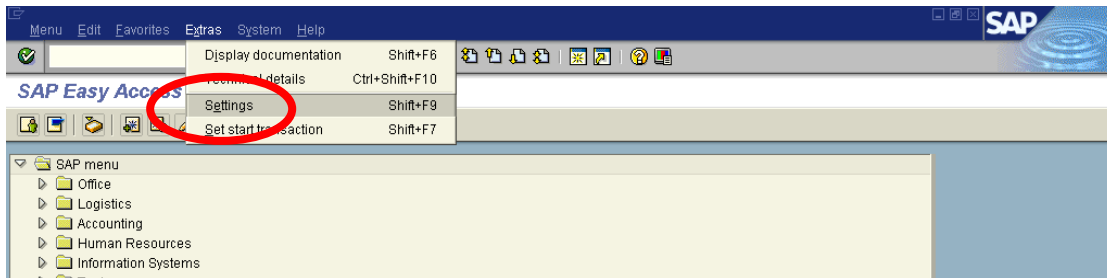 Menu Edit Favorites Extras System Help
SAP
Display documentation Shift+F6
Technical details Ctrl+Shift+F10
SAP Easy Access
Settings Shift+F9
Set start transaction Shift+F7
SAP menu
Office
Logistics
Accounting
Human Resources
Information Systems